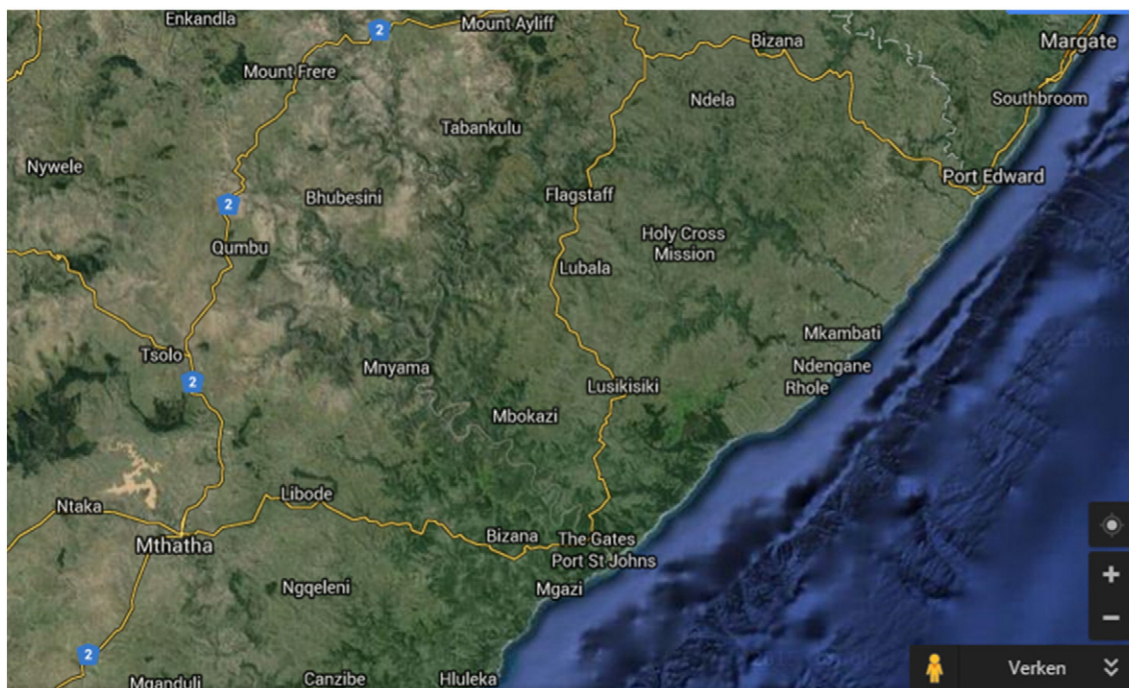 Enkandla
2
Mount Ayliff
Bizana
Margate
Mount Frere
Ndela
Southbroom
Tabankulu
Nywele
Port Edward
2
Bhubesini
Flagstaff
Qumbu
Holy Cross
Mission
Lubala
Mkambati
Tsolo
Mnyama
Ndengane
2
Lusikisiki
Rhole
Mbokazi
Libode
Ntaka
Mthatha
Bizana
The Gates
Port St Johns
Ngqeleni
Mgazi
+
−
2
Mganduli
Canzibe
Hluleka
Verken